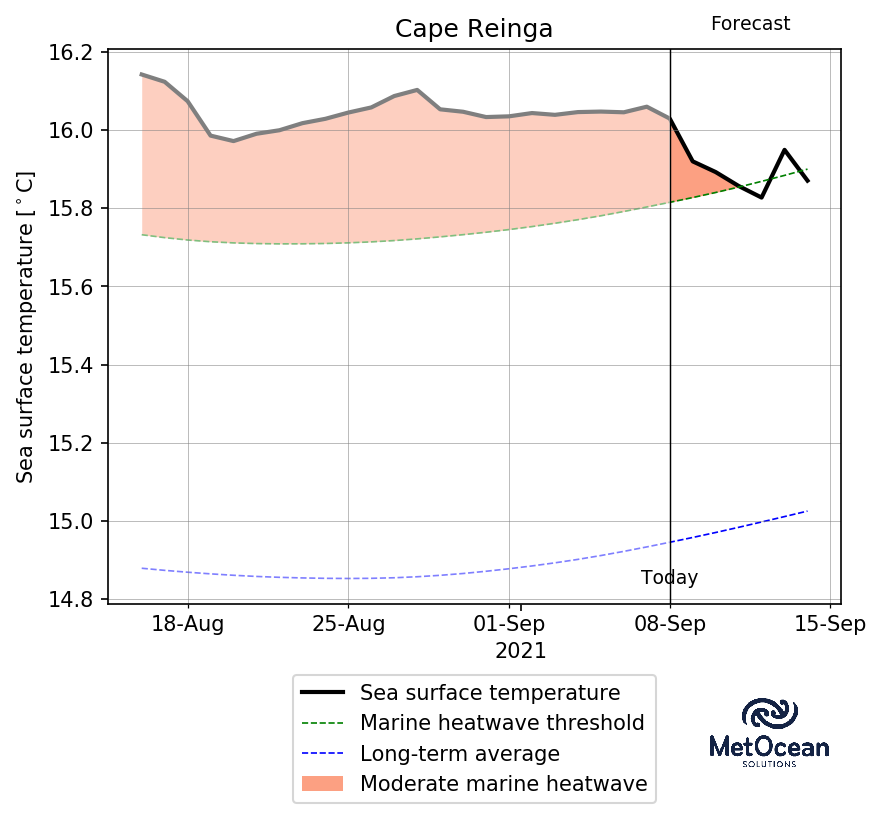 Cape Reinga
Forecast
Sea surface temperature [°C]
16.2
16.0
15.8
15.6
15.4
15.2
15.0
14.8
Today
18-Aug
25-Aug
01-Sep
08-Sep
15-Sep
2021
Sea surface temperature
Marine heatwave threshold
Long-term average
Moderate marine heatwave
MetOcean
SOLUTIONS